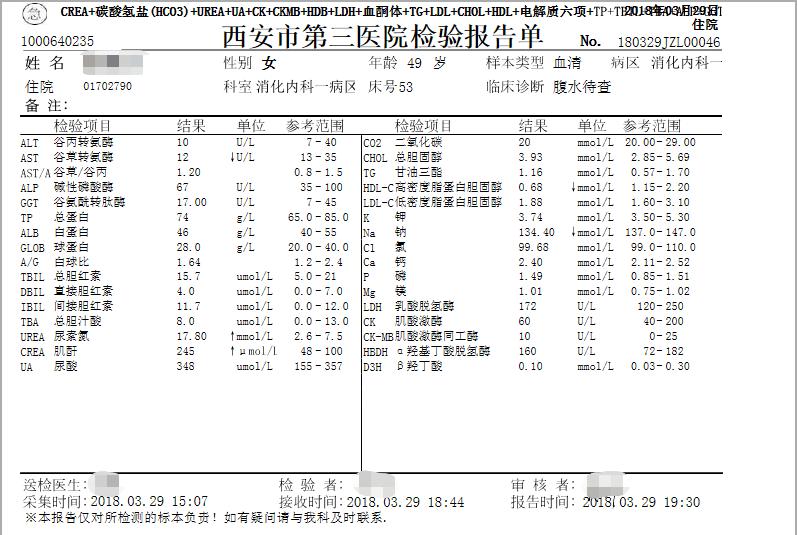 急 CREA+碳酸氢盐(HCO3)+UREA+UA+CK+CKMB+HDB+LDH+血酮体+TG+LDL+CHOL+HDL+电解质六项+TP+TB 2018年03月29日
住院
1000640235 西安市第三医院检验报告单 No. 180329JZL00046
姓 名 性别 女 年龄 49 岁 样本类型 血清 病区 消化内科一
住院 01702790 科室 消化内科一病区 床号53 临床诊断 腹水待查
备 注:
检验项目 结果 单位 参考范围 检验项目 结果 单位 参考范围
ALT 谷丙转氨酶 10 U/L 7-40 CO2 二氧化碳 20 mmol/L 20.00-29.00
AST 谷草转氨酶 12 ↓U/L 13-35 CHOL 总胆固醇 3.93 mmol/L 2.85-5.69
AST/A 谷草/谷丙 1.20 0.8-1.5 TG 甘油三酯 1.16 mmol/L 0.57-1.70
ALP 碱性磷酸酶 67 U/L 35-100 HDL-C高密度脂蛋白胆固醇 0.68 ↓mmol/L 1.15-2.20
GGT 谷氨酰转肽酶 17.00 U/L 7-45 LDL-C低密度脂蛋白胆固醇 1.88 mmol/L 1.60-3.10
TP 总蛋白 74 g/L 65.0-85.0 K 钾 3.74 mmol/L 3.50-5.30
ALB 白蛋白 46 g/L 40-55 Na 钠 134.40 ↓mmol/L 137.0-147.0
GLOB 球蛋白 28.0 g/L 20.0-40.0 Cl 氯 99.68 mmol/L 99.0-110.0
A/G 白球比 1.64 1.2-2.4 Ca 钙 2.40 mmol/L 2.11-2.52
TBIL 总胆红素 15.7 umol/L 5.0-21 P 磷 1.49 mmol/L 0.85-1.51
DBIL 直接胆红素 4.0 umol/L 0.0-7.0 Mg 镁 1.01 mmol/L 0.75-1.02
IBIL 间接胆红素 11.7 umol/L 0.0-12.0 LDH 乳酸脱氢酶 172 U/L 120-250
TBA 总胆汁酸 8.0 umol/L 0.0-13.0 CK 肌酸激酶 60 U/L 40-200
UREA 尿素氮 17.80 ↑mmol/L 2.6-7.5 CK-MB肌酸激酶同工酶 10 U/L 0-25
CREA 肌酐 245 ↑μmol/L 48-100 HBDH α羟基丁酸脱氢酶 160 U/L 72-182
UA 尿酸 348 umol/L 155-357 D3H β羟丁酸 0.10 mmol/L 0.03-0.30
送检医生: 检 验 者: 审 核 者:
采集时间:2018.03.29 15:07 接收时间:2018.03.29 18:44 报告时间:2018.03.29 19:30
※本报告仅对所检测的标本负责！如有疑问请与我科及时联系.